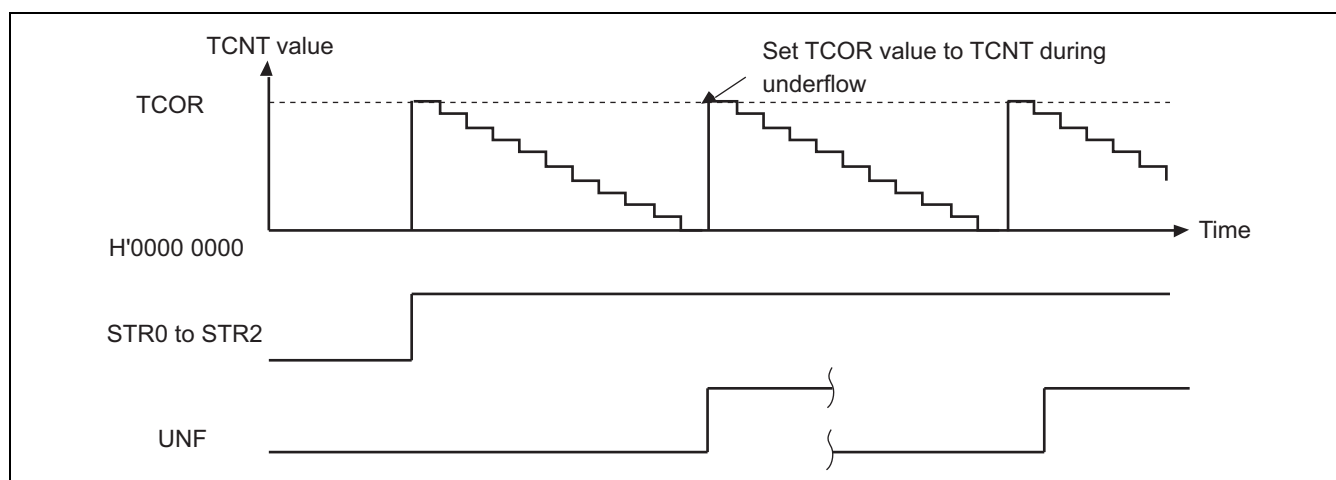 TCNT value
Set TCOR value to TCNT during
underflow
TCOR
Time
H'0000 0000
STR0 to STR2
UNF